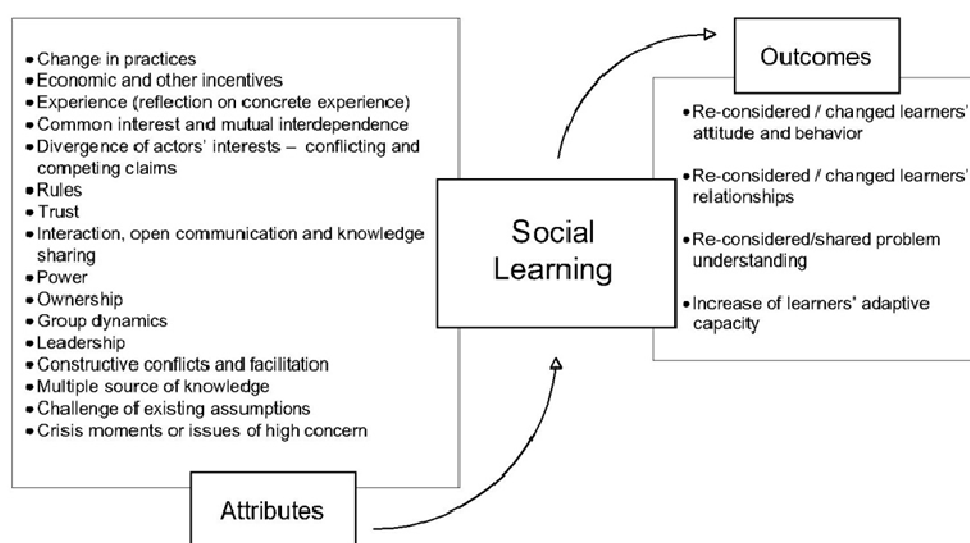 • Change in practices
• Economic and other incentives
• Experience (reflection on concrete experience)
• Common interest and mutual interdependence
• Divergence of actors' interests – conflicting and
competing claims
• Rules
• Trust
• Interaction, open communication and knowledge
sharing
• Power
• Ownership
• Group dynamics
• Leadership
• Constructive conflicts and facilitation
• Multiple source of knowledge
• Challenge of existing assumptions
• Crisis moments or issues of high concern
Attributes
Social
Learning
Outcomes
• Re-considered / changed learners'
attitude and behavior
• Re-considered / changed learners'
relationships
• Re-considered/shared problem
understanding
• Increase of learners' adaptive
capacity